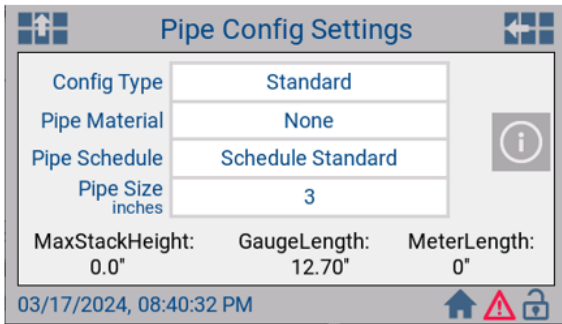 Pipe Config Settings
Config Type Standard
Pipe Material None
Pipe Schedule Schedule Standard
Pipe Size 3
inches
MaxStackHeight: GaugeLength: MeterLength:
0.0" 12.70" 0"
03/17/2024, 08:40:32 PM